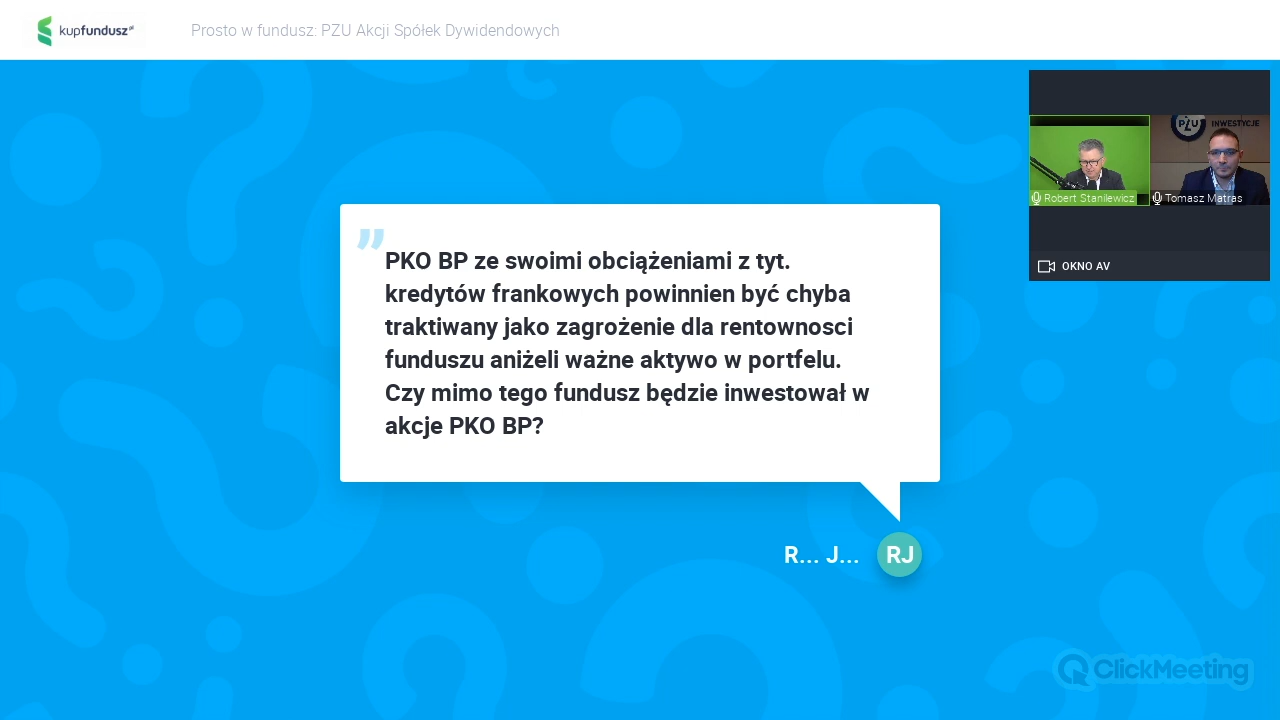 kupfundusz.pl
Prosto w fundusz: PZU Akcji Spółek Dywidendowych
PZU INWESTYCJE
Robert Stanilewicz
Tomasz Matras
OKNO AV
"
PKO BP ze swoimi obciążeniami z tyt.
kredytów frankowych powinnien być chyba
traktiwany jako zagrożenie dla rentownosci
funduszu aniżeli ważne aktywo w portfelu.
Czy mimo tego fundusz będzie inwestował w
akcje PKO BP?
R... J...
RJ
ClickMeeting